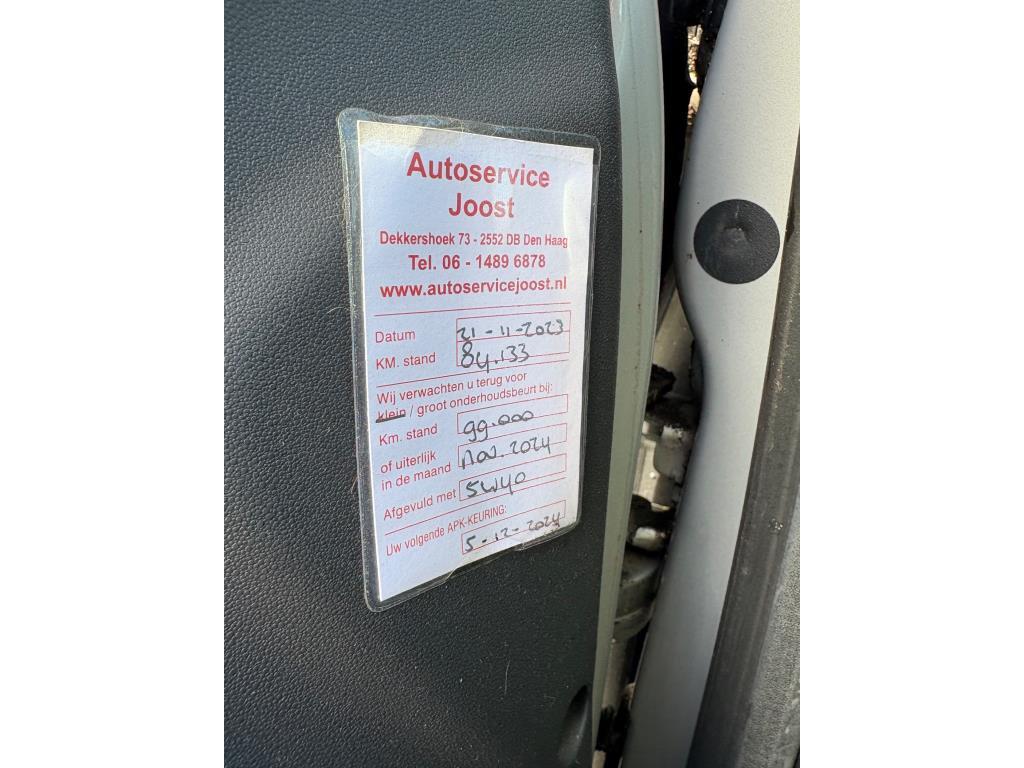 Autoservice
Joost
Dekkershoek 73 - 2552 DB Den Haag
Tel. 06 - 1489 6878
www.autoservicejoost.nl
Datum 21-11-2023
KM. stand 84.133
Wij verwachten u terug voor
klein / groot onderhoudsbeurt bij:
Km. stand 99.000
of uiterlijk
in de maand nov. 2024
Afgevuld met 5W40
Uw volgende APK-KEURING:
5-12-2024